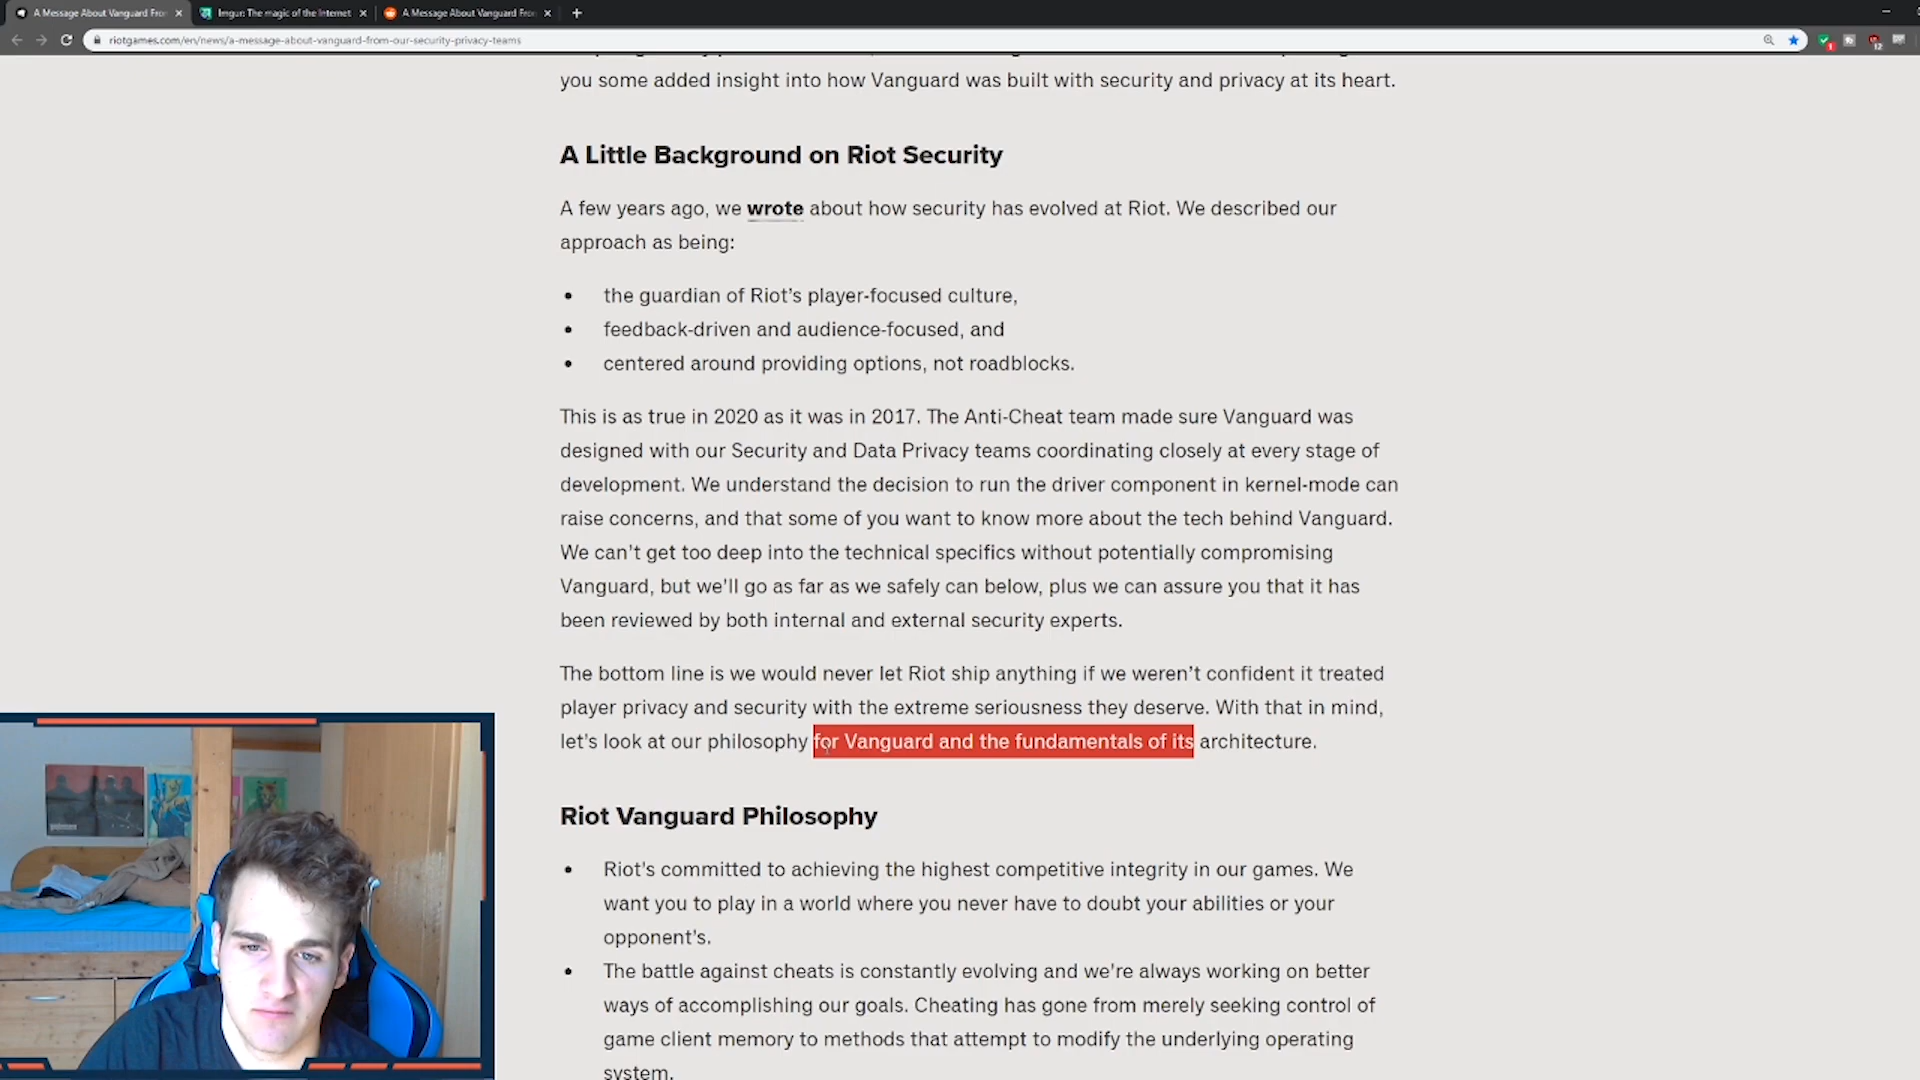 A Message About Vanguard From
Imgur: The magic of the Internet
A Message About Vanguard From
riotgames.com/en/news/a-message-about-vanguard-from-our-security-privacy-teams
you some added insight into how Vanguard was built with security and privacy at its heart.
A Little Background on Riot Security
A few years ago, we wrote about how security has evolved at Riot. We described our
approach as being:
• the guardian of Riot's player-focused culture,
• feedback-driven and audience-focused, and
• centered around providing options, not roadblocks.
This is as true in 2020 as it was in 2017. The Anti-Cheat team made sure Vanguard was
designed with our Security and Data Privacy teams coordinating closely at every stage of
development. We understand the decision to run the driver component in kernel-mode can
raise concerns, and that some of you want to know more about the tech behind Vanguard.
We can't get too deep into the technical specifics without potentially compromising
Vanguard, but we'll go as far as we safely can below, plus we can assure you that it has
been reviewed by both internal and external security experts.
The bottom line is we would never let Riot ship anything if we weren't confident it treated
player privacy and security with the extreme seriousness they deserve. With that in mind,
let's look at our philosophy for Vanguard and the fundamentals of its architecture.
Riot Vanguard Philosophy
• Riot's committed to achieving the highest competitive integrity in our games. We
want you to play in a world where you never have to doubt your abilities or your
opponent's.
• The battle against cheats is constantly evolving and we're always working on better
ways of accomplishing our goals. Cheating has gone from merely seeking control of
game client memory to methods that attempt to modify the underlying operating
system.